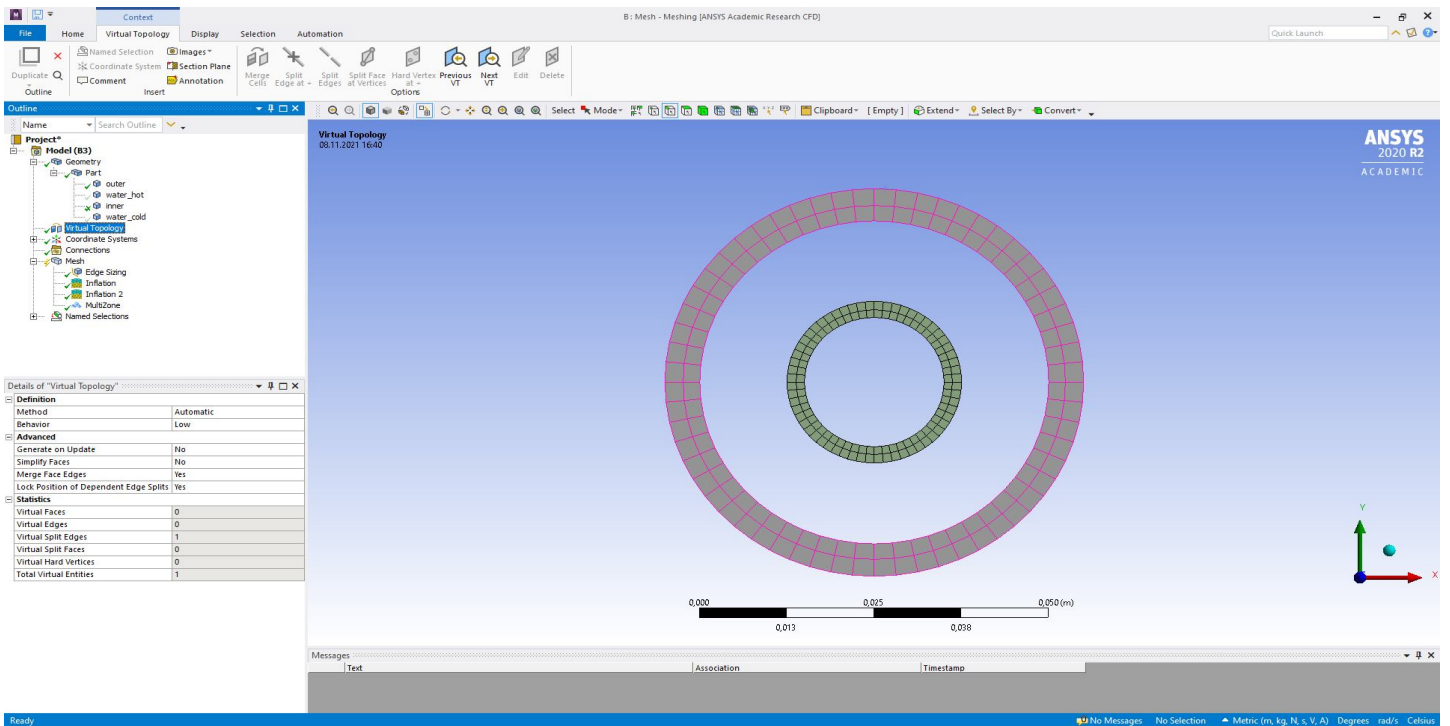 Context
B : Mesh - Meshing [ANSYS Academic Research CFD]
File Home Virtual Topology Display Selection Automation
Quick Launch
Duplicate
Outline
Named Selection
Coordinate System
Comment
Images
Section Plane
Annotation
Insert
Merge Cells
Split Edge at +
Split Edges
Split Face at Vertices
Hard Vertex at +
Previous VT
Next VT
Edit
Delete
Options
Outline
Name Search Outline
Select Mode Clipboard [ Empty ] Extend Select By Convert
Project*
Model (B3)
Geometry
Part
outer
water_hot
inner
water_cold
Virtual Topology
Coordinate Systems
Connections
Mesh
Edge Sizing
Inflation
Inflation 2
MultiZone
Named Selections
Virtual Topology
08.11.2021 16:40
ANSYS
2020 R2
ACADEMIC
Details of "Virtual Topology"
Definition
Method Automatic
Behavior Low
Advanced
Generate on Update No
Simplify Faces No
Merge Face Edges Yes
Lock Position of Dependent Edge Splits Yes
Statistics
Virtual Faces 0
Virtual Edges 0
Virtual Split Edges 1
Virtual Split Faces 0
Virtual Hard Vertices 0
Total Virtual Entities 1
Y
X
0,000 0,025 0,050 (m)
0,013 0,038
Messages
Text Association Timestamp
Ready
No Messages No Selection Metric (m, kg, N, s, V, A) Degrees rad/s Celsius